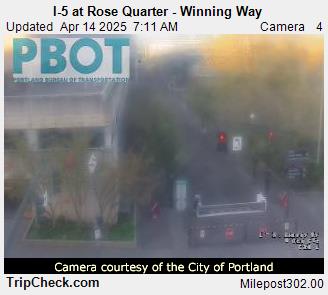 I-5 at Rose Quarter - Winning Way
Updated Apr 14 2025 7:11 AM Camera 4
PBOT
PORTLAND BUREAU OF TRANSPORTATION
Camera courtesy of the City of Portland
TripCheck.com Milepost302.00